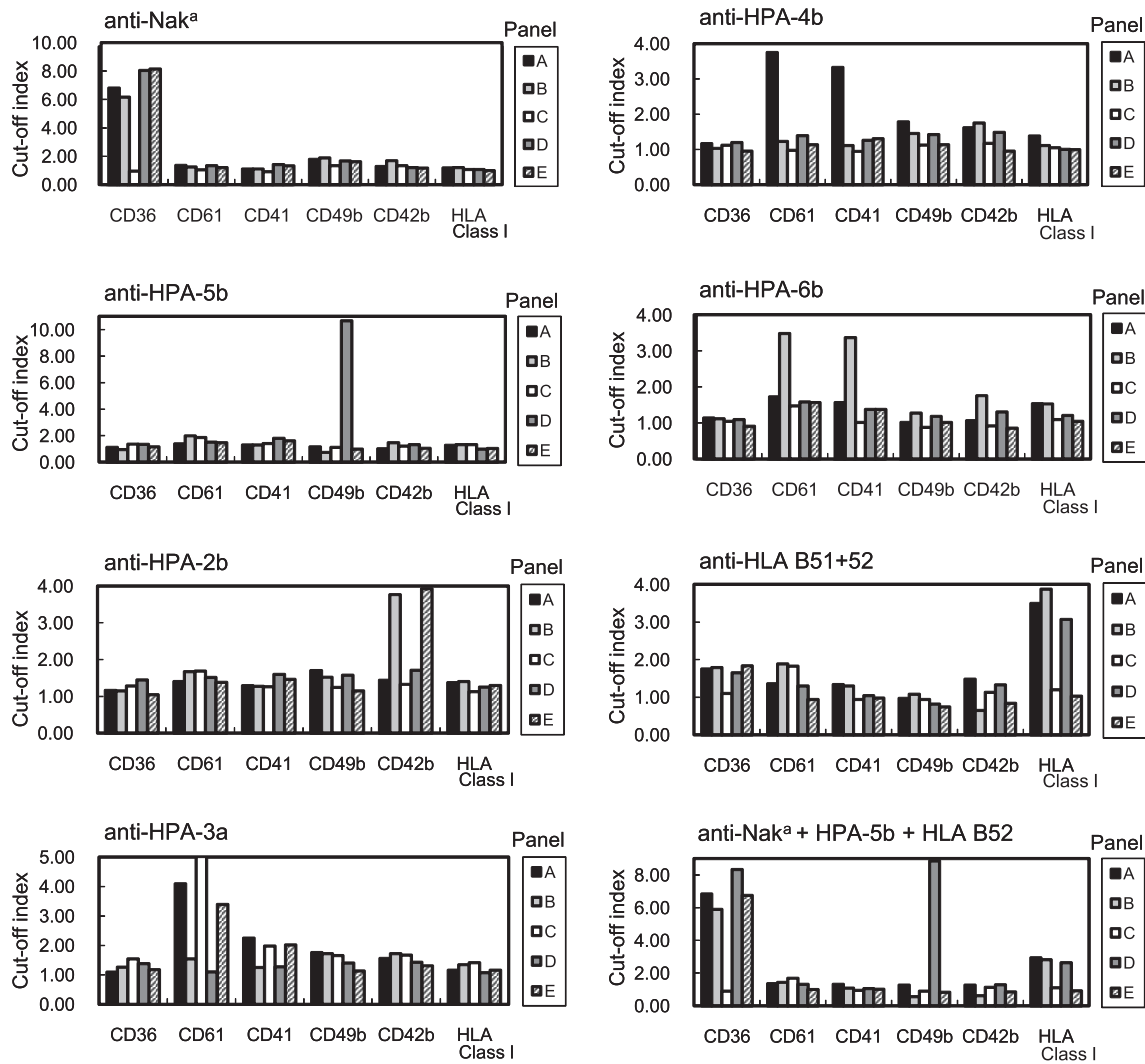 anti-Nakᵃ
Panel
10.00
8.00
6.00
4.00
2.00
0.00
Cut-off index
A
B
C
D
E
CD36 CD61 CD41 CD49b CD42b HLA
Class I
anti-HPA-4b
Panel
4.00
3.00
2.00
1.00
0.00
Cut-off index
A
B
C
D
E
CD36 CD61 CD41 CD49b CD42b HLA
Class I
anti-HPA-5b
Panel
10.00
8.00
6.00
4.00
2.00
0.00
Cut-off index
A
B
C
D
E
CD36 CD61 CD41 CD49b CD42b HLA
Class I
anti-HPA-6b
Panel
4.00
3.00
2.00
1.00
0.00
Cut-off index
A
B
C
D
E
CD36 CD61 CD41 CD49b CD42b HLA
Class I
anti-HPA-2b
Panel
4.00
3.00
2.00
1.00
0.00
Cut-off index
A
B
C
D
E
CD36 CD61 CD41 CD49b CD42b HLA
Class I
anti-HLA B51+52
Panel
4.00
3.00
2.00
1.00
0.00
Cut-off index
A
B
C
D
E
CD36 CD61 CD41 CD49b CD42b HLA
Class I
anti-HPA-3a
Panel
5.00
4.00
3.00
2.00
1.00
0.00
Cut-off index
A
B
C
D
E
CD36 CD61 CD41 CD49b CD42b HLA
Class I
anti-Nakᵃ + HPA-5b + HLA B52
Panel
8.00
6.00
4.00
2.00
0.00
Cut-off index
A
B
C
D
E
CD36 CD61 CD41 CD49b CD42b HLA
Class I